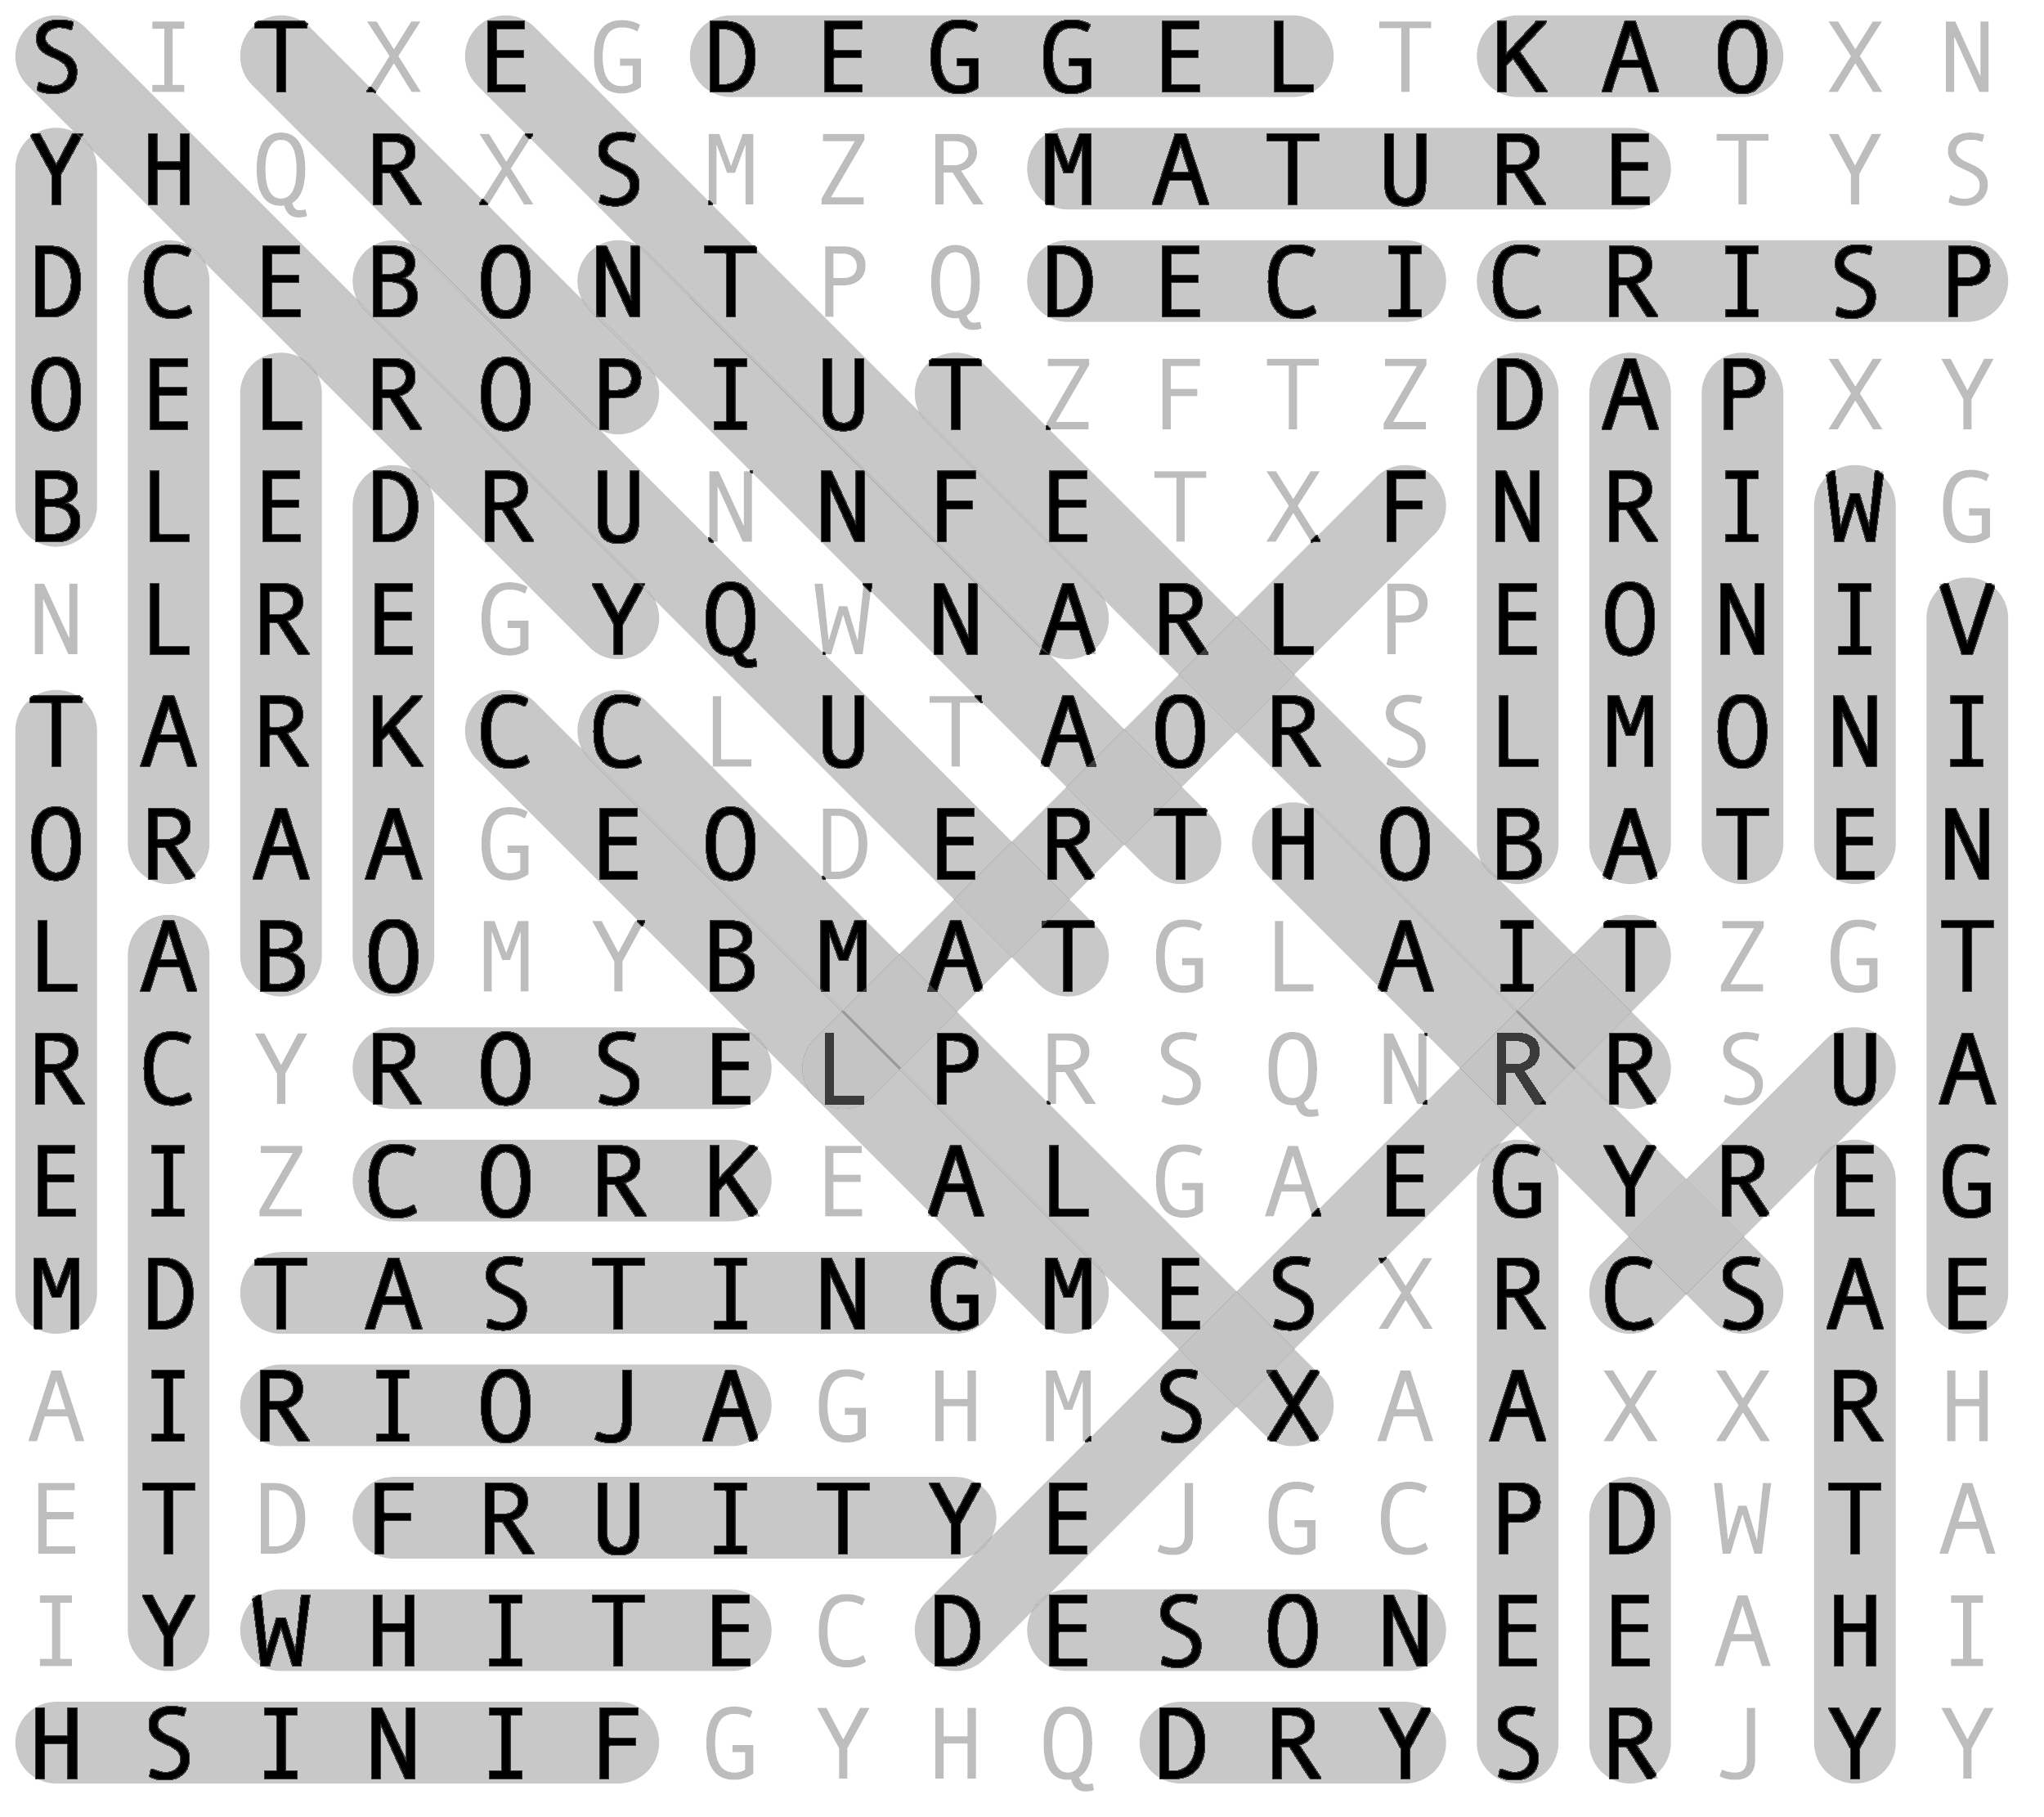 S I T X E G D E G G E L T K A O X N
Y H Q R X S M Z R M A T U R E T Y S
D C E B O N T P Q D E C I C R I S P
O E L R O P I U T Z F T Z D A P X Y
B L E D R U N N F E T X F N R I W G
N L R E G Y Q W N A R L P E O N I V
T A R K C C L U T A O R S L M O N I
O R A A G E O D E R T H O B A T E N
L A B O M Y B M A T G L A I T Z G T
R C Y R O S E L P R S Q N R R S U A
E I Z C O R K E A L G A E G Y R E G
M D T A S T I N G M E S X R C S A E
A I R I O J A G H M S X A A X X R H
E T D F R U I T Y E J G C P D W T A
I Y W H I T E C D E S O N E E A H I
H S I N I F G Y H Q D R Y S R J Y Y